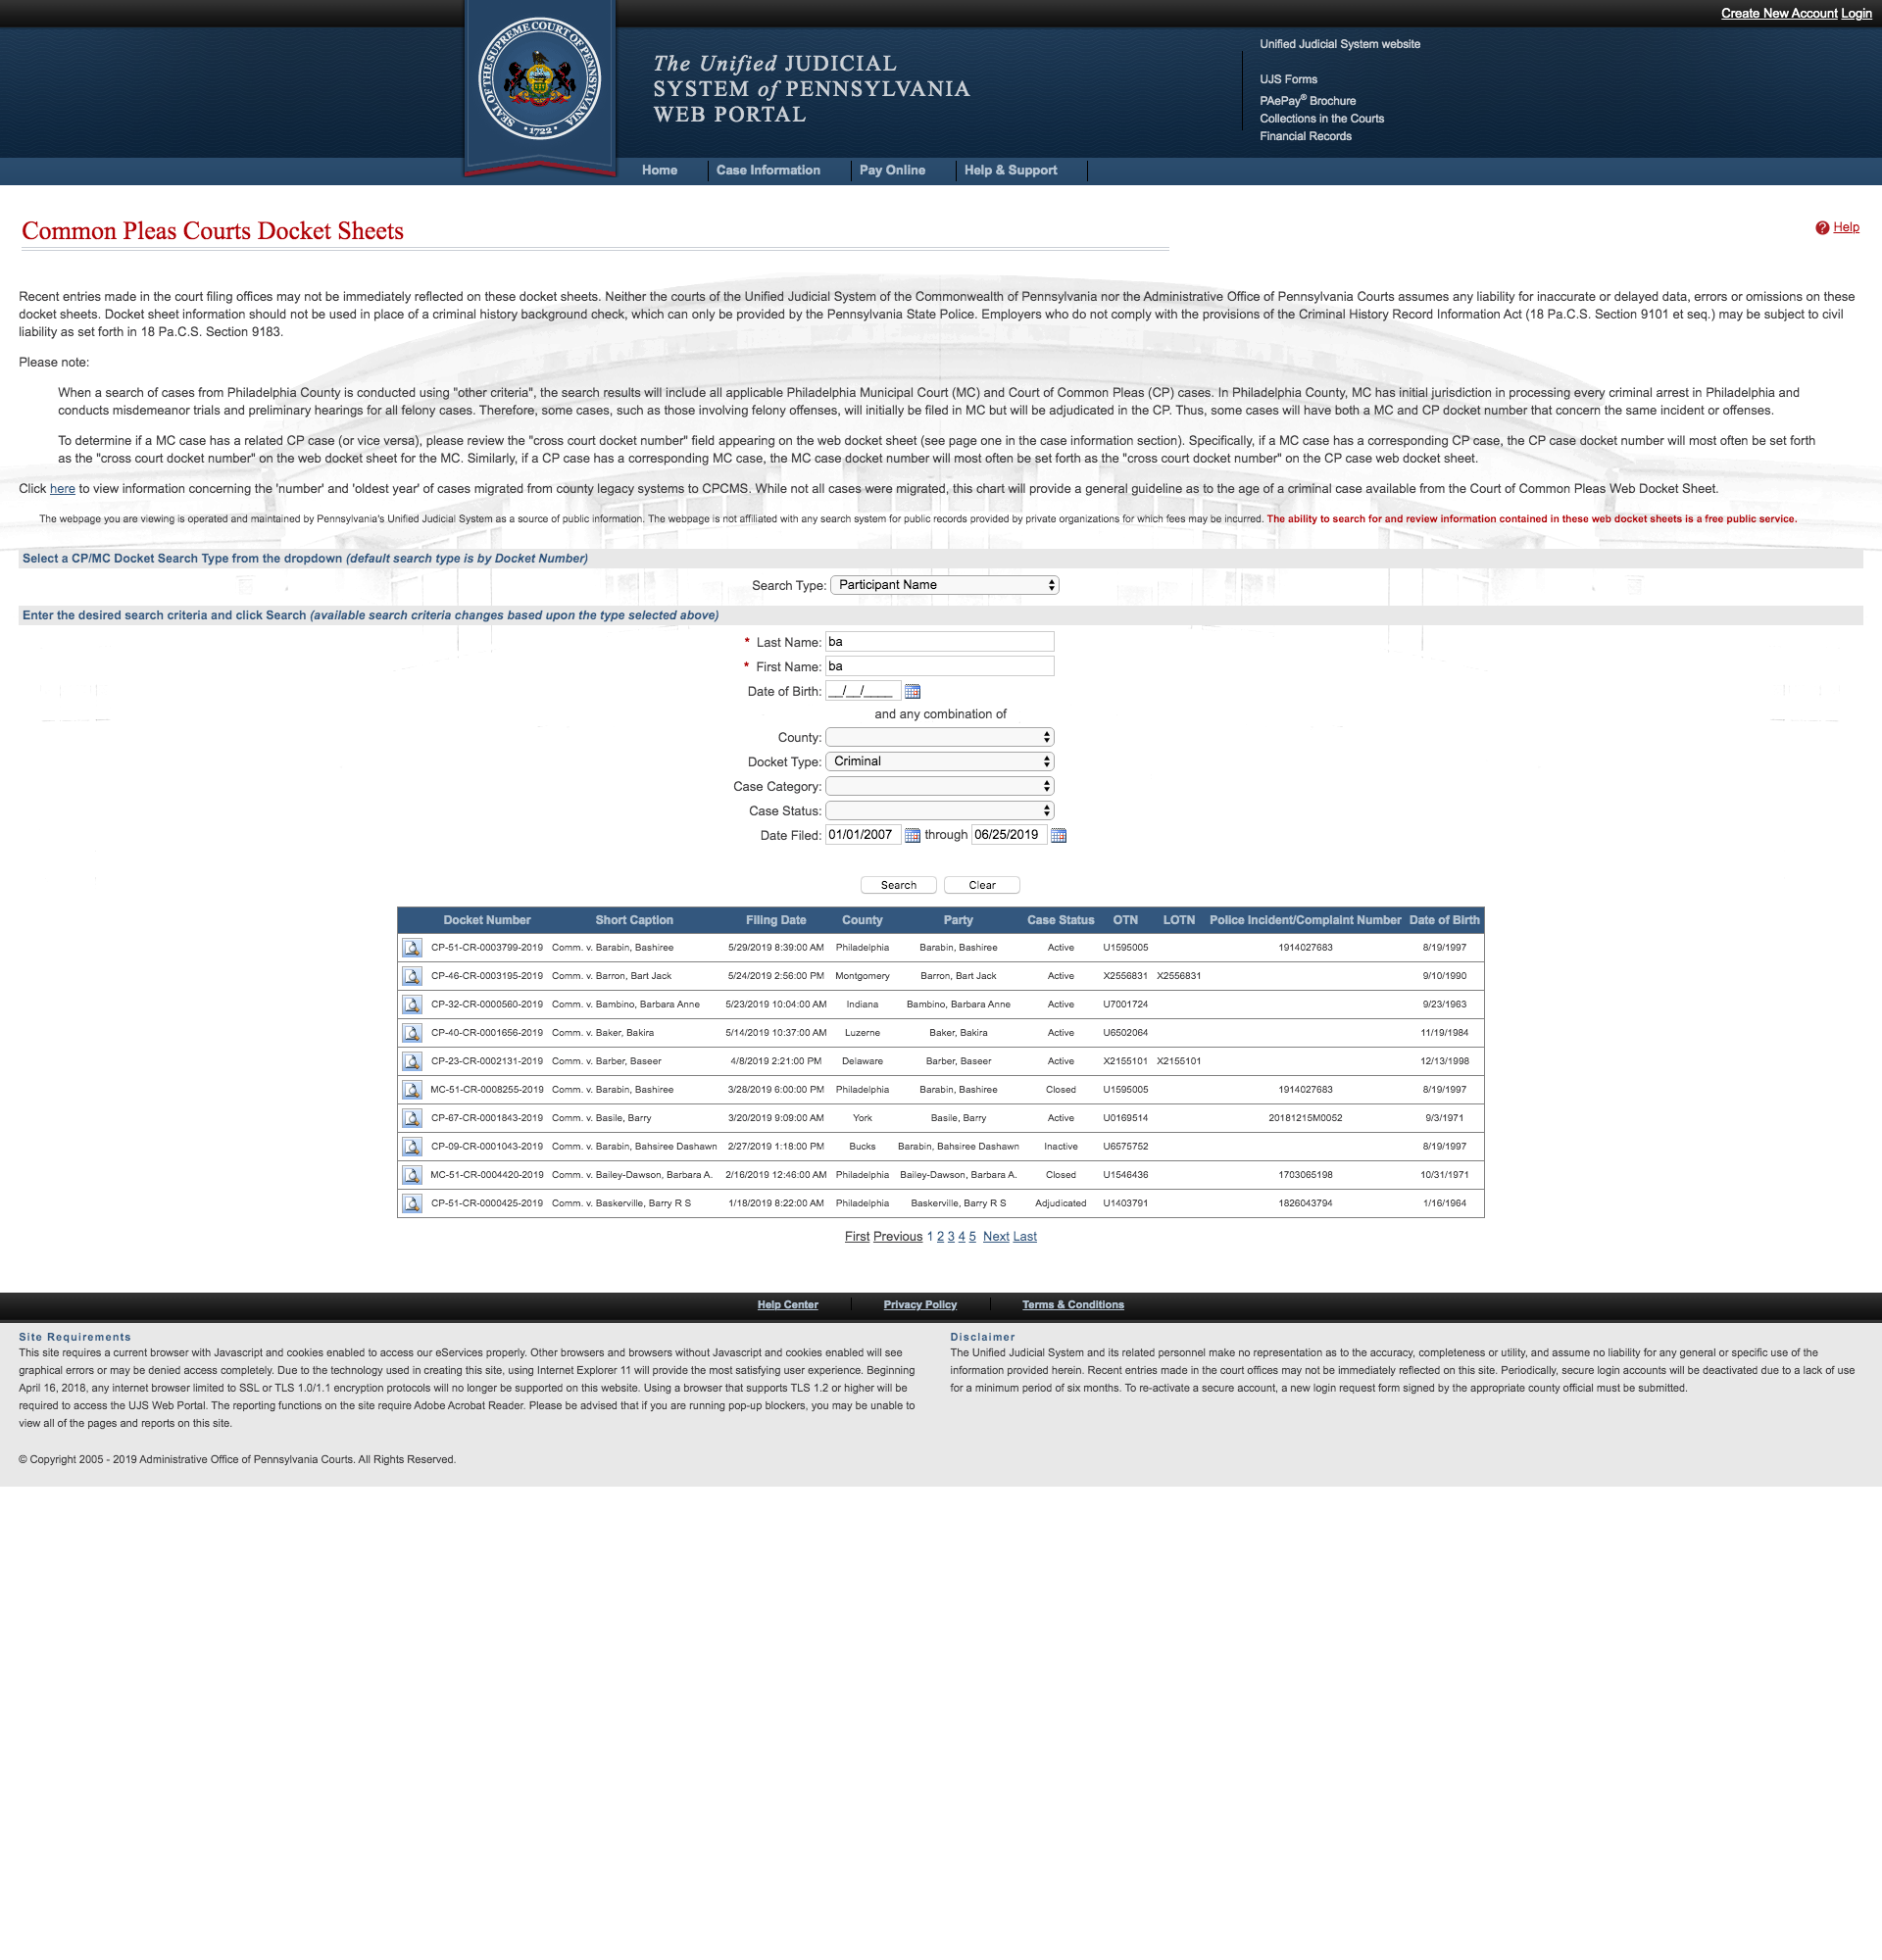 Create New Account Login
SEAL OF THE SUPREME COURT OF PENNSYLVANIA
• 1722 •
The Unified JUDICIAL
SYSTEM of PENNSYLVANIA
WEB PORTAL
Unified Judicial System website
UJS Forms
PAePay® Brochure
Collections in the Courts
Financial Records
Home Case Information Pay Online Help & Support
Common Pleas Courts Docket Sheets
? Help
Recent entries made in the court filing offices may not be immediately reflected on these docket sheets. Neither the courts of the Unified Judicial System of the Commonwealth of Pennsylvania nor the Administrative Office of Pennsylvania Courts assumes any liability for inaccurate or delayed data, errors or omissions on these
docket sheets. Docket sheet information should not be used in place of a criminal history background check, which can only be provided by the Pennsylvania State Police. Employers who do not comply with the provisions of the Criminal History Record Information Act (18 Pa.C.S. Section 9101 et seq.) may be subject to civil
liability as set forth in 18 Pa.C.S. Section 9183.
Please note:
When a search of cases from Philadelphia County is conducted using "other criteria", the search results will include all applicable Philadelphia Municipal Court (MC) and Court of Common Pleas (CP) cases. In Philadelphia County, MC has initial jurisdiction in processing every criminal arrest in Philadelphia and
conducts misdemeanor trials and preliminary hearings for all felony cases. Therefore, some cases, such as those involving felony offenses, will initially be filed in MC but will be adjudicated in the CP. Thus, some cases will have both a MC and CP docket number that concern the same incident or offenses.
To determine if a MC case has a related CP case (or vice versa), please review the "cross court docket number" field appearing on the web docket sheet (see page one in the case information section). Specifically, if a MC case has a corresponding CP case, the CP case docket number will most often be set forth
as the "cross court docket number" on the web docket sheet for the MC. Similarly, if a CP case has a corresponding MC case, the MC case docket number will most often be set forth as the "cross court docket number" on the CP case web docket sheet.
Click here to view information concerning the 'number' and 'oldest year' of cases migrated from county legacy systems to CPCMS. While not all cases were migrated, this chart will provide a general guideline as to the age of a criminal case available from the Court of Common Pleas Web Docket Sheet.
The webpage you are viewing is operated and maintained by Pennsylvania's Unified Judicial System as a source of public information. The webpage is not affiliated with any search system for public records provided by private organizations for which fees may be incurred. The ability to search for and review information contained in these web docket sheets is a free public service.
Select a CP/MC Docket Search Type from the dropdown (default search type is by Docket Number)
Search Type: Participant Name
Enter the desired search criteria and click Search (available search criteria changes based upon the type selected above)
* Last Name: ba
* First Name: ba
Date of Birth: __/__/____
and any combination of
County:
Docket Type: Criminal
Case Category:
Case Status:
Date Filed: 01/01/2007 through 06/25/2019
Search Clear
Docket Number Short Caption Filing Date County Party Case Status OTN LOTN Police Incident/Complaint Number Date of Birth
CP-51-CR-0003799-2019 Comm. v. Barabin, Bashiree 5/29/2019 8:39:00 AM Philadelphia Barabin, Bashiree Active U1595005 1914027683 8/19/1997
CP-46-CR-0003195-2019 Comm. v. Barron, Bart Jack 5/24/2019 2:56:00 PM Montgomery Barron, Bart Jack Active X2556831 X2556831 9/10/1990
CP-32-CR-0000560-2019 Comm. v. Bambino, Barbara Anne 5/23/2019 10:04:00 AM Indiana Bambino, Barbara Anne Active U7001724 9/23/1963
CP-40-CR-0001656-2019 Comm. v. Baker, Bakira 5/14/2019 10:37:00 AM Luzerne Baker, Bakira Active U6502064 11/19/1984
CP-23-CR-0002131-2019 Comm. v. Barber, Baseer 4/8/2019 2:21:00 PM Delaware Barber, Baseer Active X2155101 X2155101 12/13/1998
MC-51-CR-0008255-2019 Comm. v. Barabin, Bashiree 3/28/2019 6:00:00 PM Philadelphia Barabin, Bashiree Closed U1595005 1914027683 8/19/1997
CP-67-CR-0001843-2019 Comm. v. Basile, Barry 3/20/2019 9:09:00 AM York Basile, Barry Active U0169514 20181215M0052 9/3/1971
CP-09-CR-0001043-2019 Comm. v. Barabin, Bahsiree Dashawn 2/27/2019 1:18:00 PM Bucks Barabin, Bahsiree Dashawn Inactive U6575752 8/19/1997
MC-51-CR-0004420-2019 Comm. v. Bailey-Dawson, Barbara A. 2/16/2019 12:46:00 AM Philadelphia Bailey-Dawson, Barbara A. Closed U1546436 1703065198 10/31/1971
CP-51-CR-0000425-2019 Comm. v. Baskerville, Barry R S 1/18/2019 8:22:00 AM Philadelphia Baskerville, Barry R S Adjudicated U1403791 1826043794 1/16/1964
First Previous 1 2 3 4 5 Next Last
Help Center Privacy Policy Terms & Conditions
Site Requirements
This site requires a current browser with Javascript and cookies enabled to access our eServices properly. Other browsers and browsers without Javascript and cookies enabled will see
graphical errors or may be denied access completely. Due to the technology used in creating this site, using Internet Explorer 11 will provide the most satisfying user experience. Beginning
April 16, 2018, any internet browser limited to SSL or TLS 1.0/1.1 encryption protocols will no longer be supported on this website. Using a browser that supports TLS 1.2 or higher will be
required to access the UJS Web Portal. The reporting functions on the site require Adobe Acrobat Reader. Please be advised that if you are running pop-up blockers, you may be unable to
view all of the pages and reports on this site.
Disclaimer
The Unified Judicial System and its related personnel make no representation as to the accuracy, completeness or utility, and assume no liability for any general or specific use of the
information provided herein. Recent entries made in the court offices may not be immediately reflected on this site. Periodically, secure login accounts will be deactivated due to a lack of use
for a minimum period of six months. To re-activate a secure account, a new login request form signed by the appropriate county official must be submitted.
© Copyright 2005 - 2019 Administrative Office of Pennsylvania Courts. All Rights Reserved.